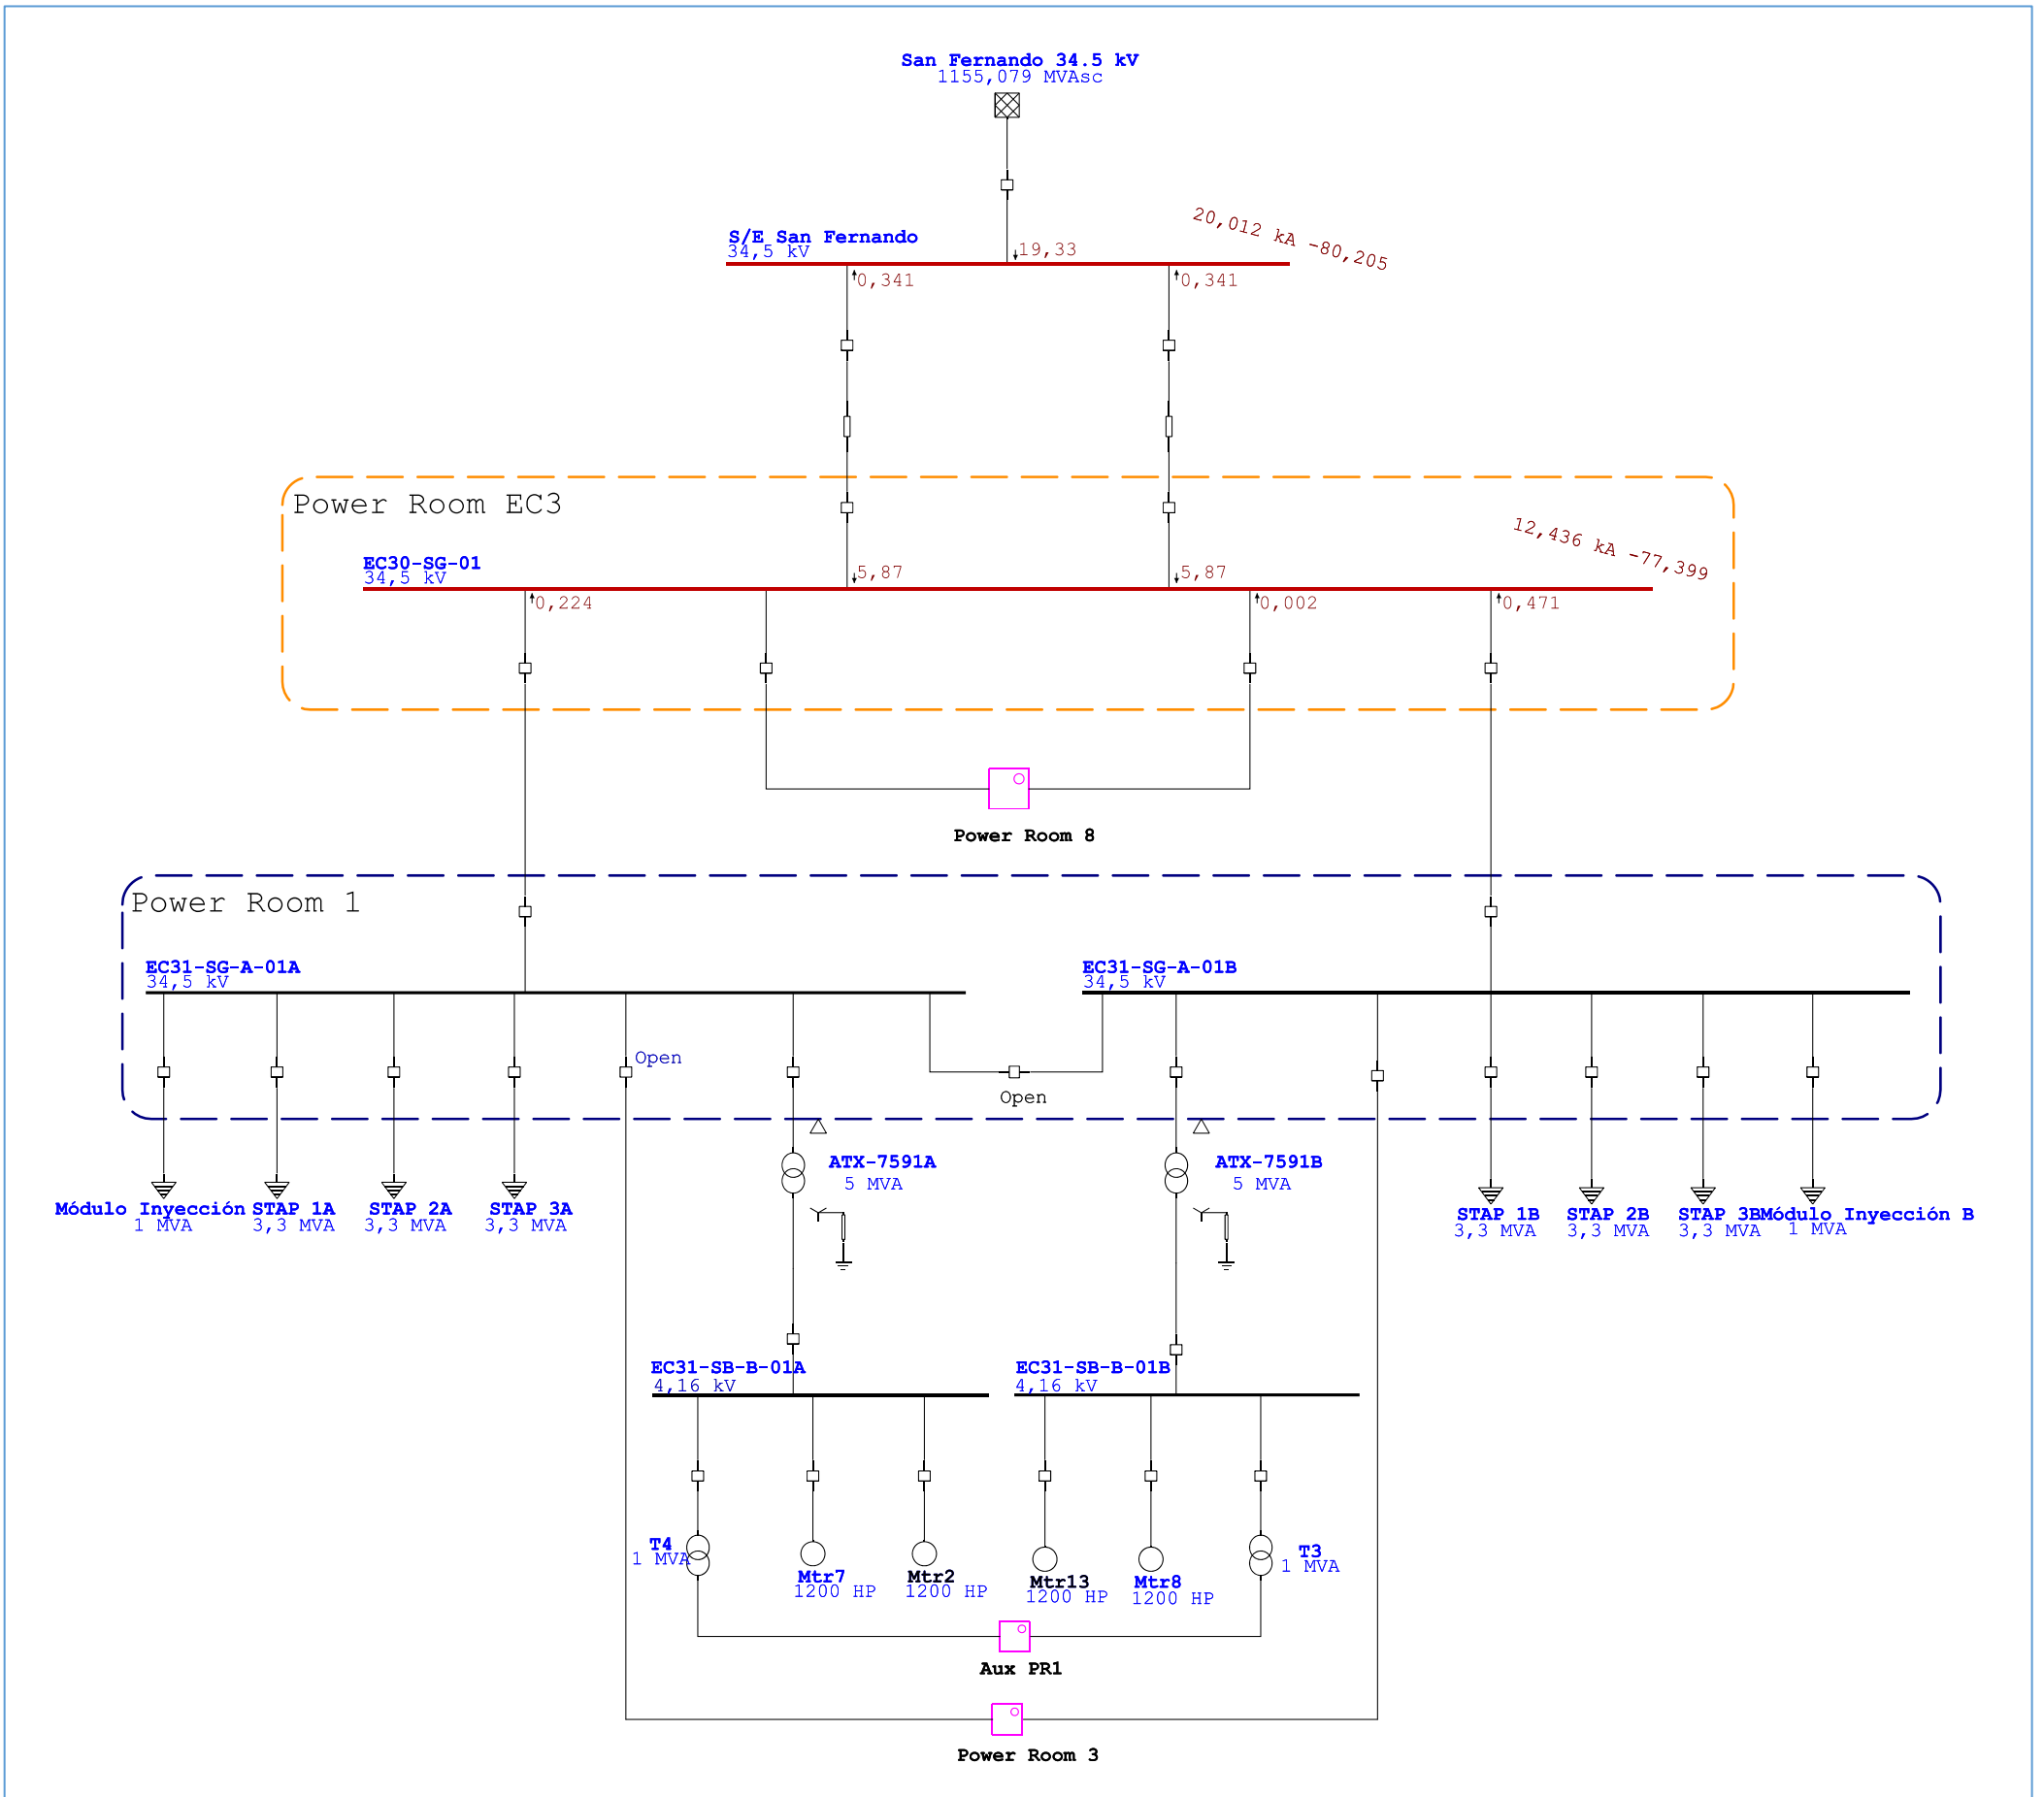 San Fernando 34.5 kV
1155,079 MVAsc
20,012 kA -80,205
S/E San Fernando
34,5 kV
19,33
0,341
0,341
Power Room EC3
12,436 kA -77,399
EC30-SG-01
34,5 kV
5,87
5,87
0,224
0,002
0,471
Power Room 8
Power Room 1
EC31-SG-A-01A
34,5 kV
EC31-SG-A-01B
34,5 kV
Open
Open
ATX-7591A
5 MVA
ATX-7591B
5 MVA
Módulo Inyección
1 MVA
STAP 1A
3,3 MVA
STAP 2A
3,3 MVA
STAP 3A
3,3 MVA
STAP 1B
3,3 MVA
STAP 2B
3,3 MVA
STAP 3B
3,3 MVA
Módulo Inyección B
1 MVA
EC31-SB-B-01A
4,16 kV
EC31-SB-B-01B
4,16 kV
T4
1 MVA
Mtr7
1200 HP
Mtr2
1200 HP
Mtr13
1200 HP
Mtr8
1200 HP
T3
1 MVA
Aux PR1
Power Room 3